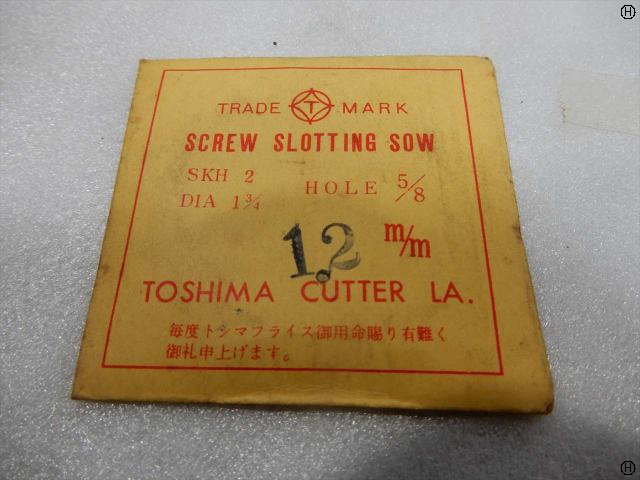 TRADE T MARK
SCREW SLOTTING SOW
SKH 2
HOLE 5/8
DIA 1 3/4
1.2 m/m
TOSHIMA CUTTER LA.
毎度トシマフライス御用命賜り有難く
御礼申上げます。